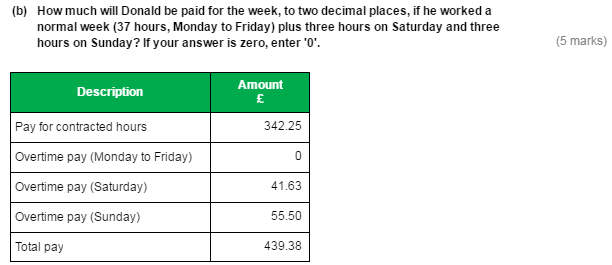 (b) How much will Donald be paid for the week, to two decimal places, if he worked a
normal week (37 hours, Monday to Friday) plus three hours on Saturday and three
hours on Sunday? If your answer is zero, enter '0'.
(5 marks)
Description
Amount
£
Pay for contracted hours 342.25
Overtime pay (Monday to Friday) 0
Overtime pay (Saturday) 41.63
Overtime pay (Sunday) 55.50
Total pay 439.38